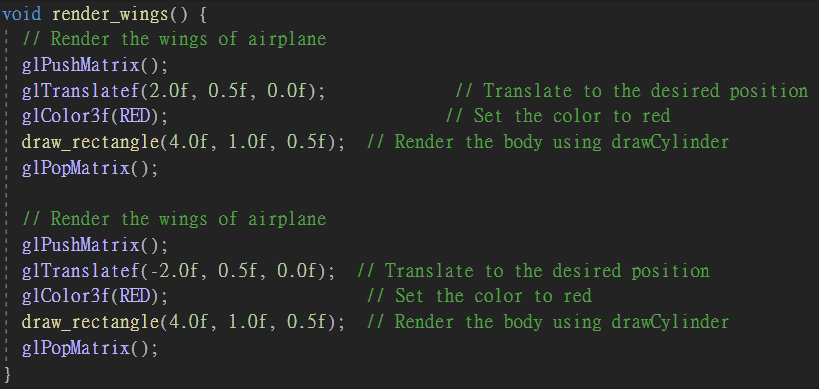 void render_wings() {
// Render the wings of airplane
glPushMatrix();
glTranslatef(2.0f, 0.5f, 0.0f); // Translate to the desired position
glColor3f(RED); // Set the color to red
draw_rectangle(4.0f, 1.0f, 0.5f); // Render the body using drawCylinder
glPopMatrix();
// Render the wings of airplane
glPushMatrix();
glTranslatef(-2.0f, 0.5f, 0.0f); // Translate to the desired position
glColor3f(RED); // Set the color to red
draw_rectangle(4.0f, 1.0f, 0.5f); // Render the body using drawCylinder
glPopMatrix();
}